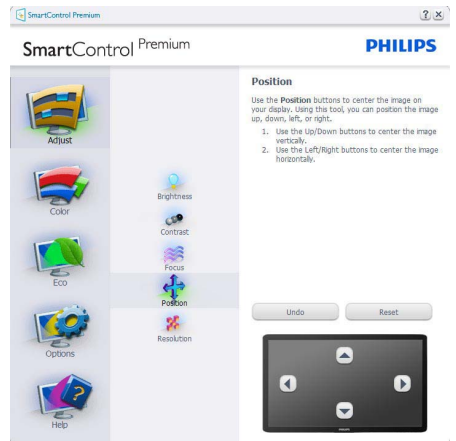 SmartControl Premium
? X
SmartControl Premium
PHILIPS
Adjust
Color
Eco
Options
Help
Brightness
Contrast
Focus
Position
Resolution
Position
Use the Position buttons to center the image on
your display. Using this tool, you can position the image
up, down, left, or right.
1. Use the Up/Down buttons to center the image
vertically.
2. Use the Left/Right buttons to center the image
horizontally.
Undo
Reset
PHILIPS